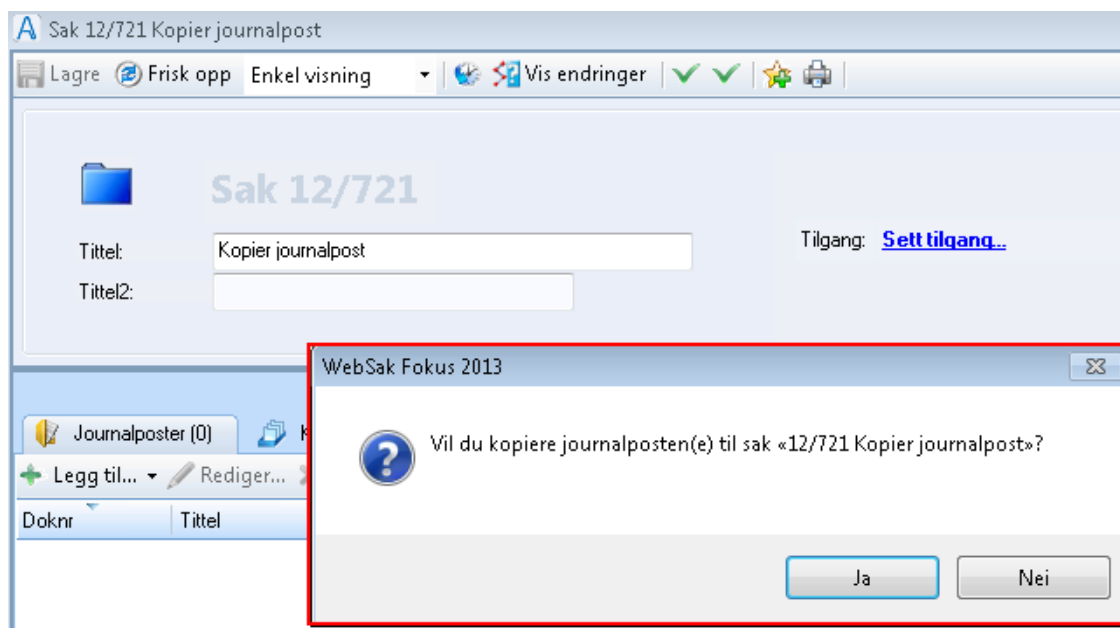 Sak 12/721 Kopier journalpost
Lagre Frisk opp Enkel visning Vis endringer
Sak 12/721
Tittel: Kopier journalpost Tilgang: Sett tilgang...
Tittel2:
WebSak Fokus 2013
Vil du kopiere journalposten(e) til sak «12/721 Kopier journalpost»?
Ja Nei
Journalposter (0)
Legg til... Rediger...
Doknr Tittel